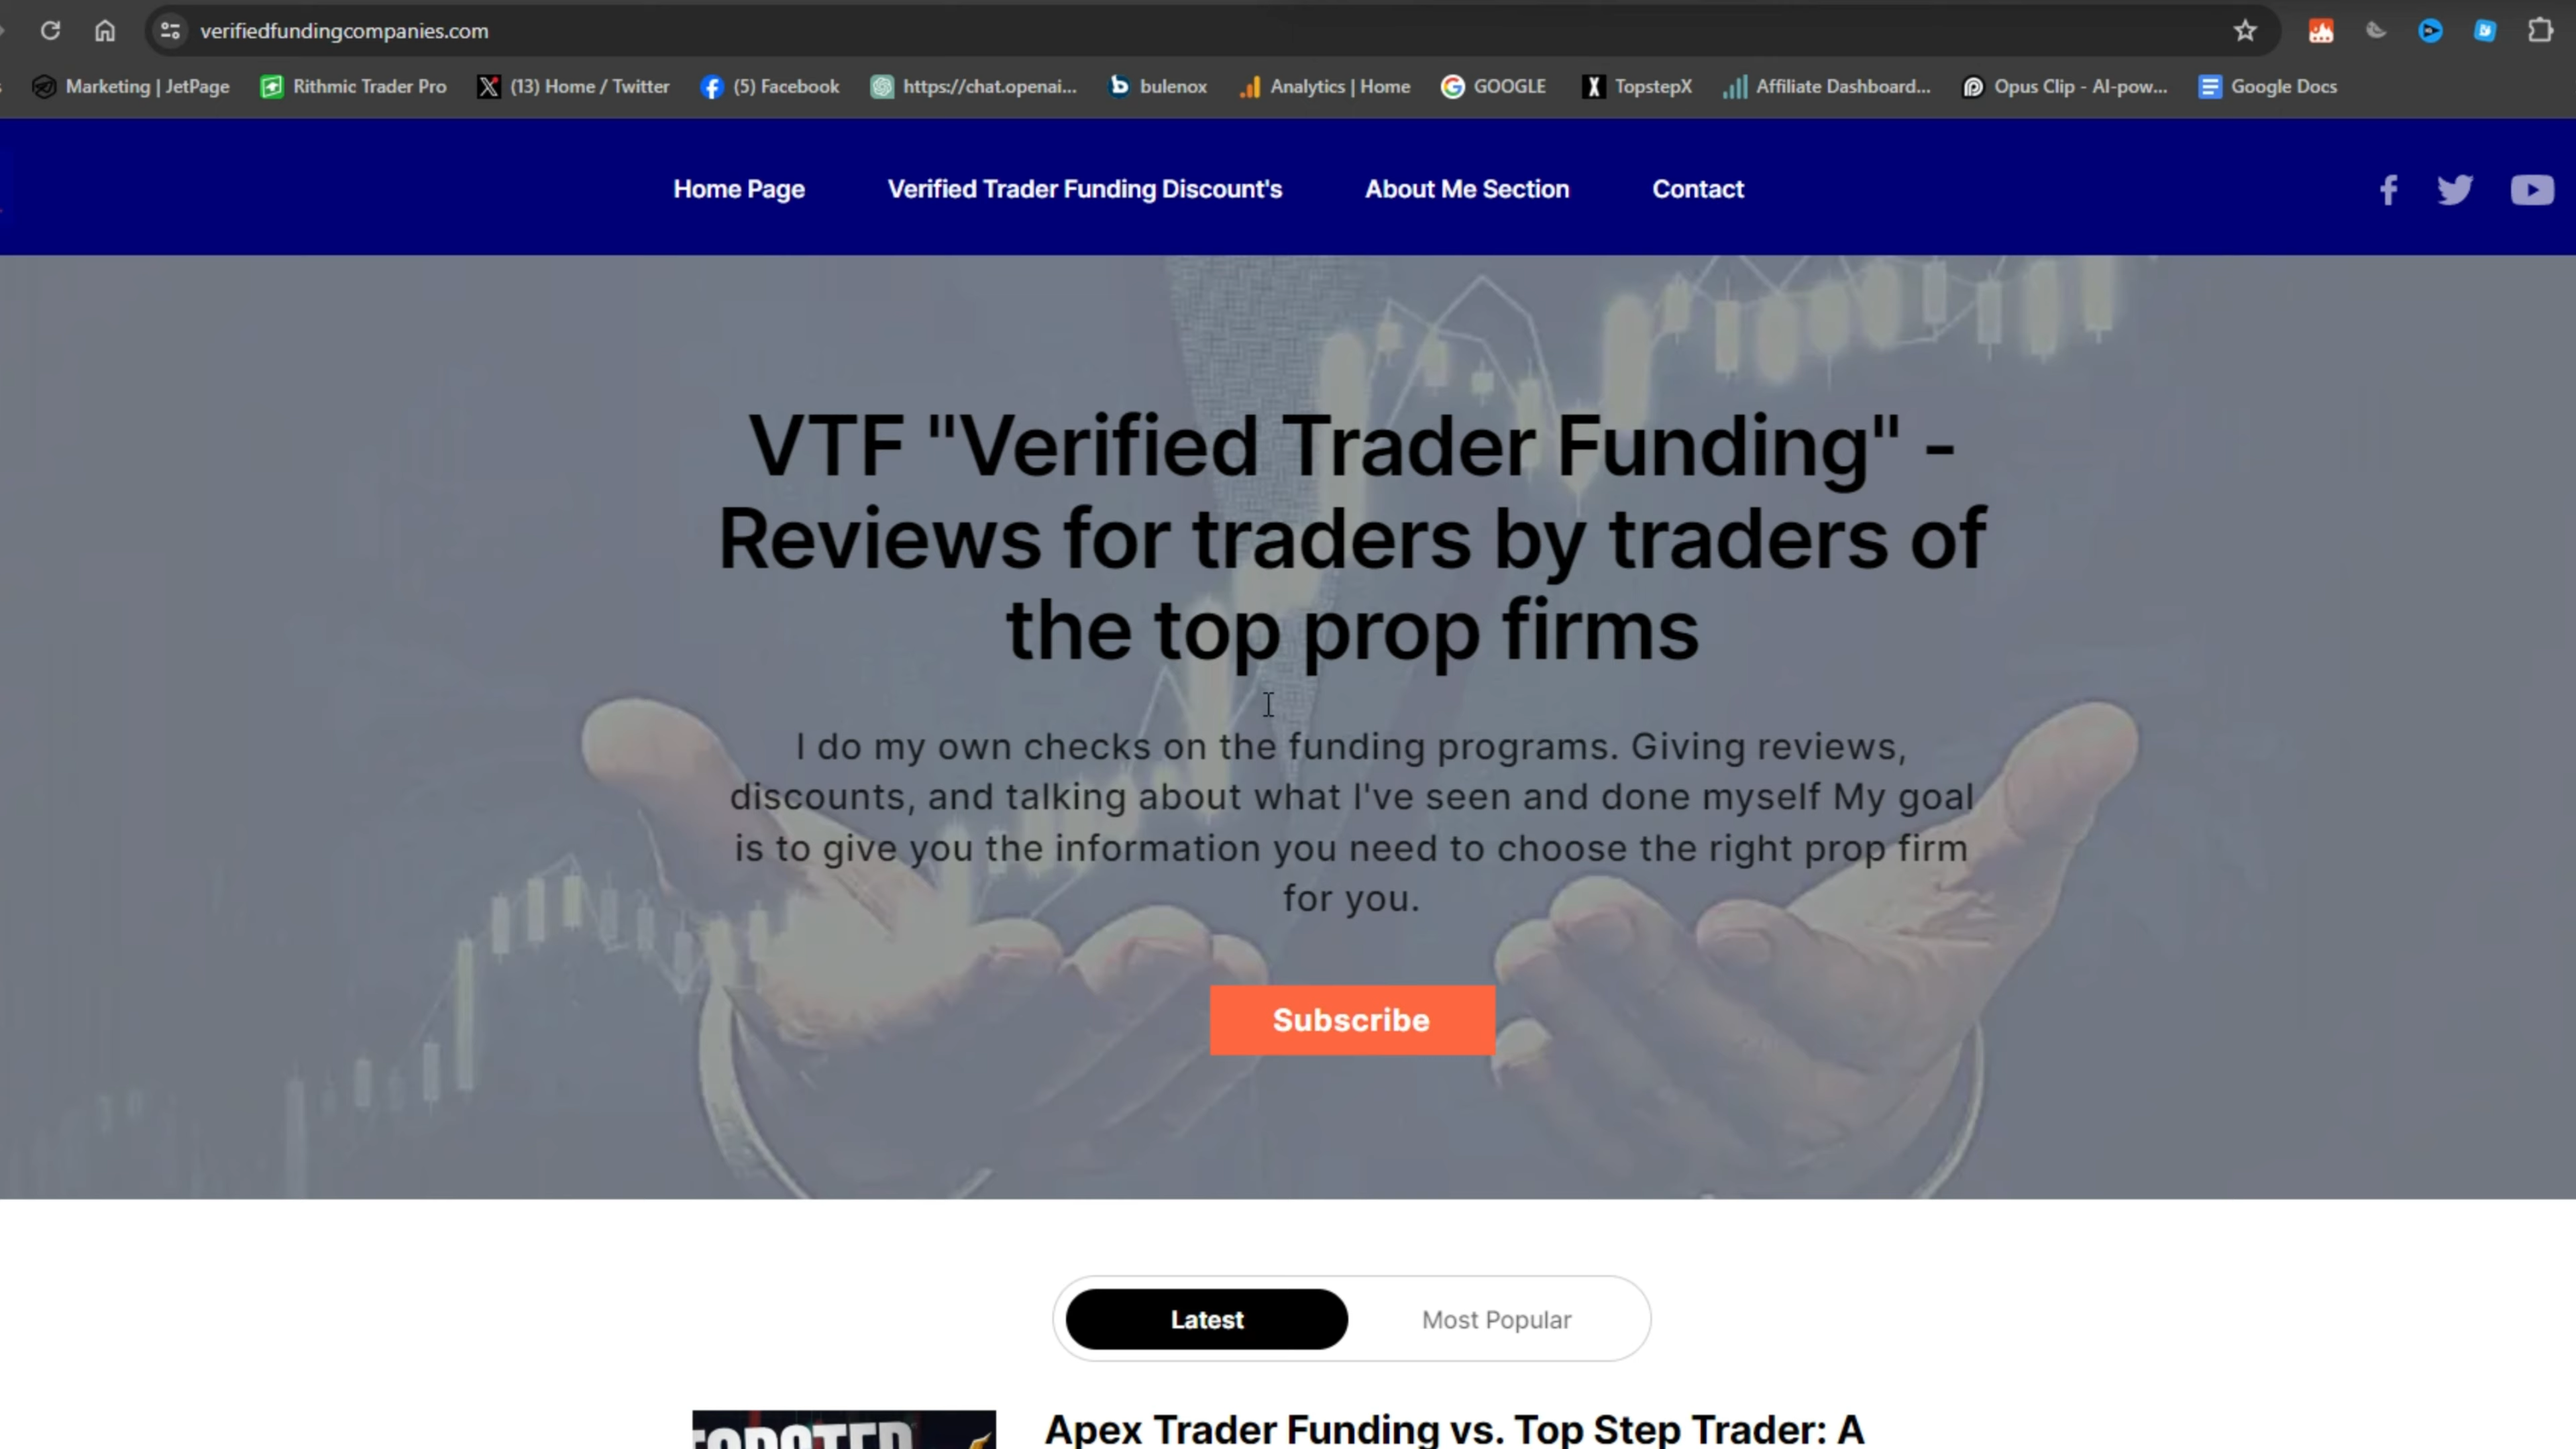 verifiedfundingcompanies.com
Marketing | JetPage Rithmic Trader Pro (13) Home / Twitter (5) Facebook https://chat.openai... bulenox Analytics | Home GOOGLE TopstepX Affiliate Dashboard... Opus Clip - AI-pow... Google Docs
Home Page Verified Trader Funding Discount's About Me Section Contact
VTF "Verified Trader Funding" -
Reviews for traders by traders of
the top prop firms
I do my own checks on the funding programs. Giving reviews,
discounts, and talking about what I've seen and done myself My goal
is to give you the information you need to choose the right prop firm
for you.
Subscribe
Latest Most Popular
Apex Trader Funding vs. Top Step Trader: A